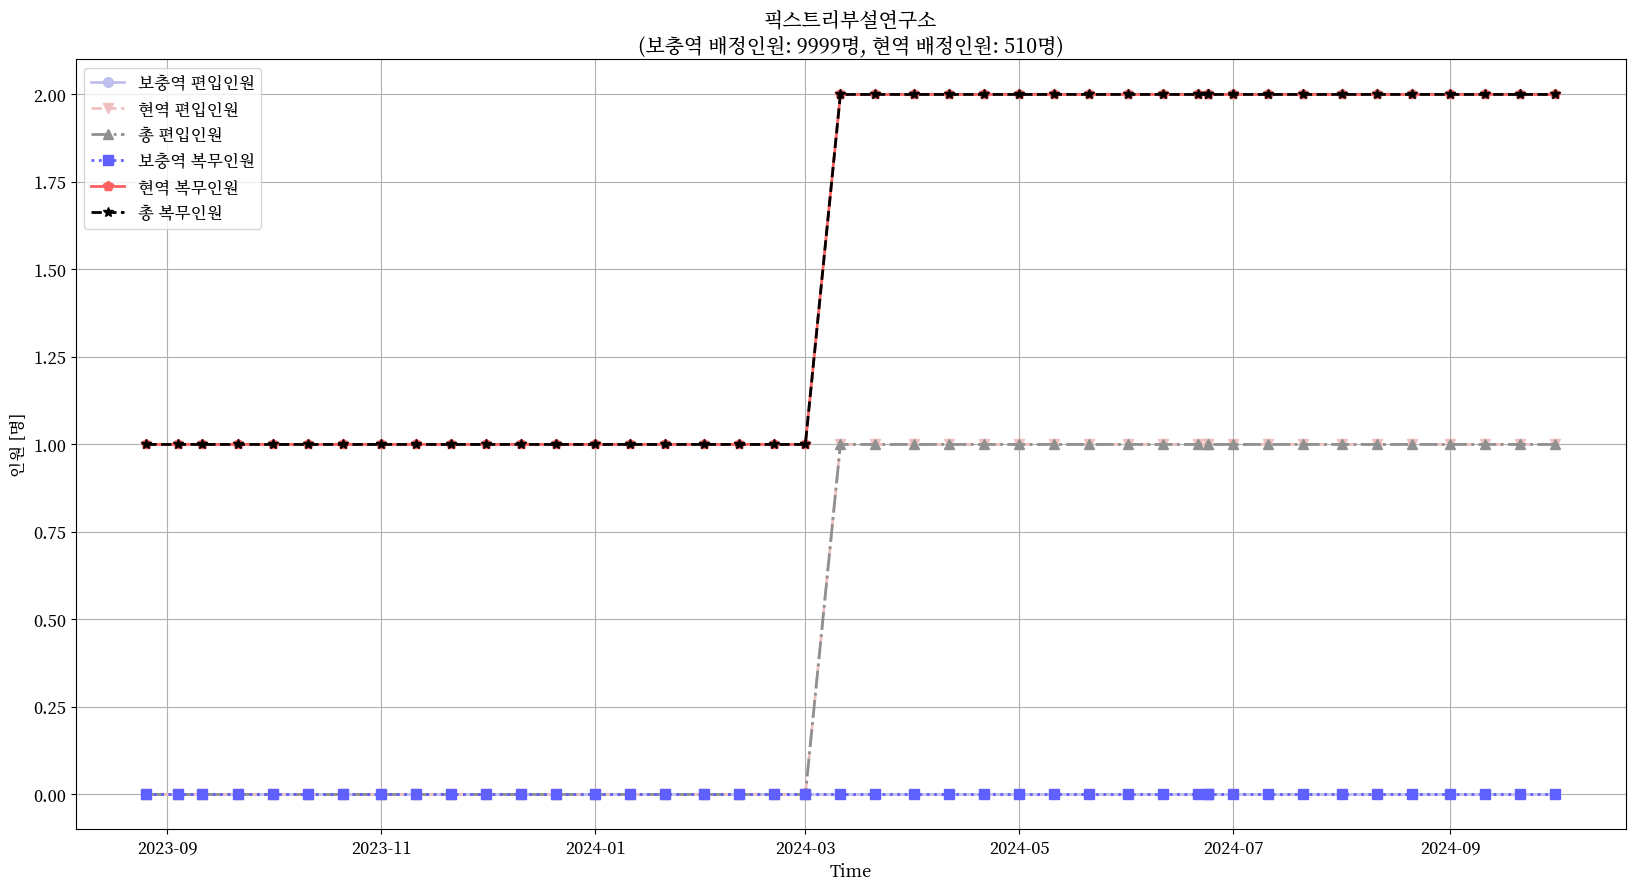 픽스트리부설연구소
(보충역 배정인원: 9999명, 현역 배정인원: 510명)
보충역 편입인원
현역 편입인원
총 편입인원
보충역 복무인원
현역 복무인원
총 복무인원
인원 [명]
2.00
1.75
1.50
1.25
1.00
0.75
0.50
0.25
0.00
2023-09
2023-11
2024-01
2024-03
2024-05
2024-07
2024-09
Time